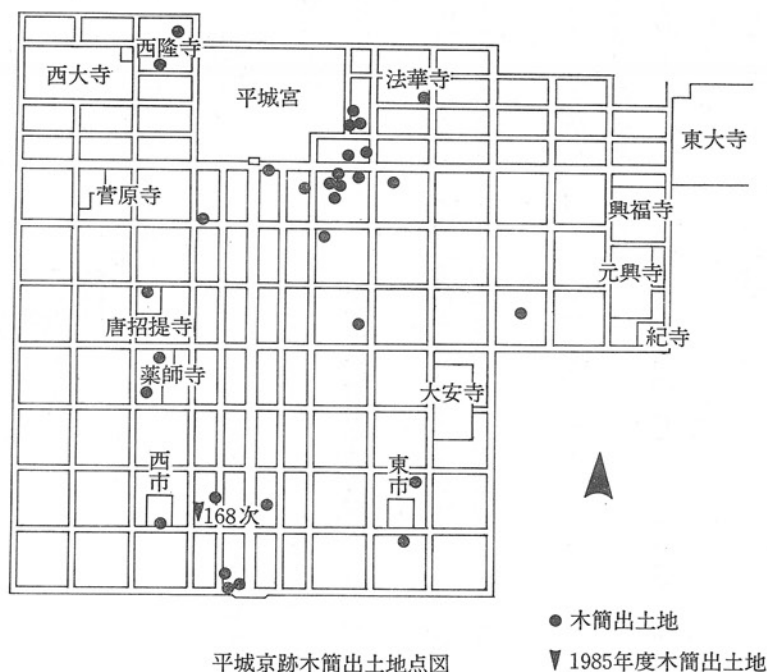 西隆寺
西大寺
平城宮
法華寺
東大寺
菅原寺
興福寺
元興寺
唐招提寺
紀寺
薬師寺
大安寺
西市
東市
168次
木簡出土地
1985年度木簡出土地
平城京跡木簡出土地点図